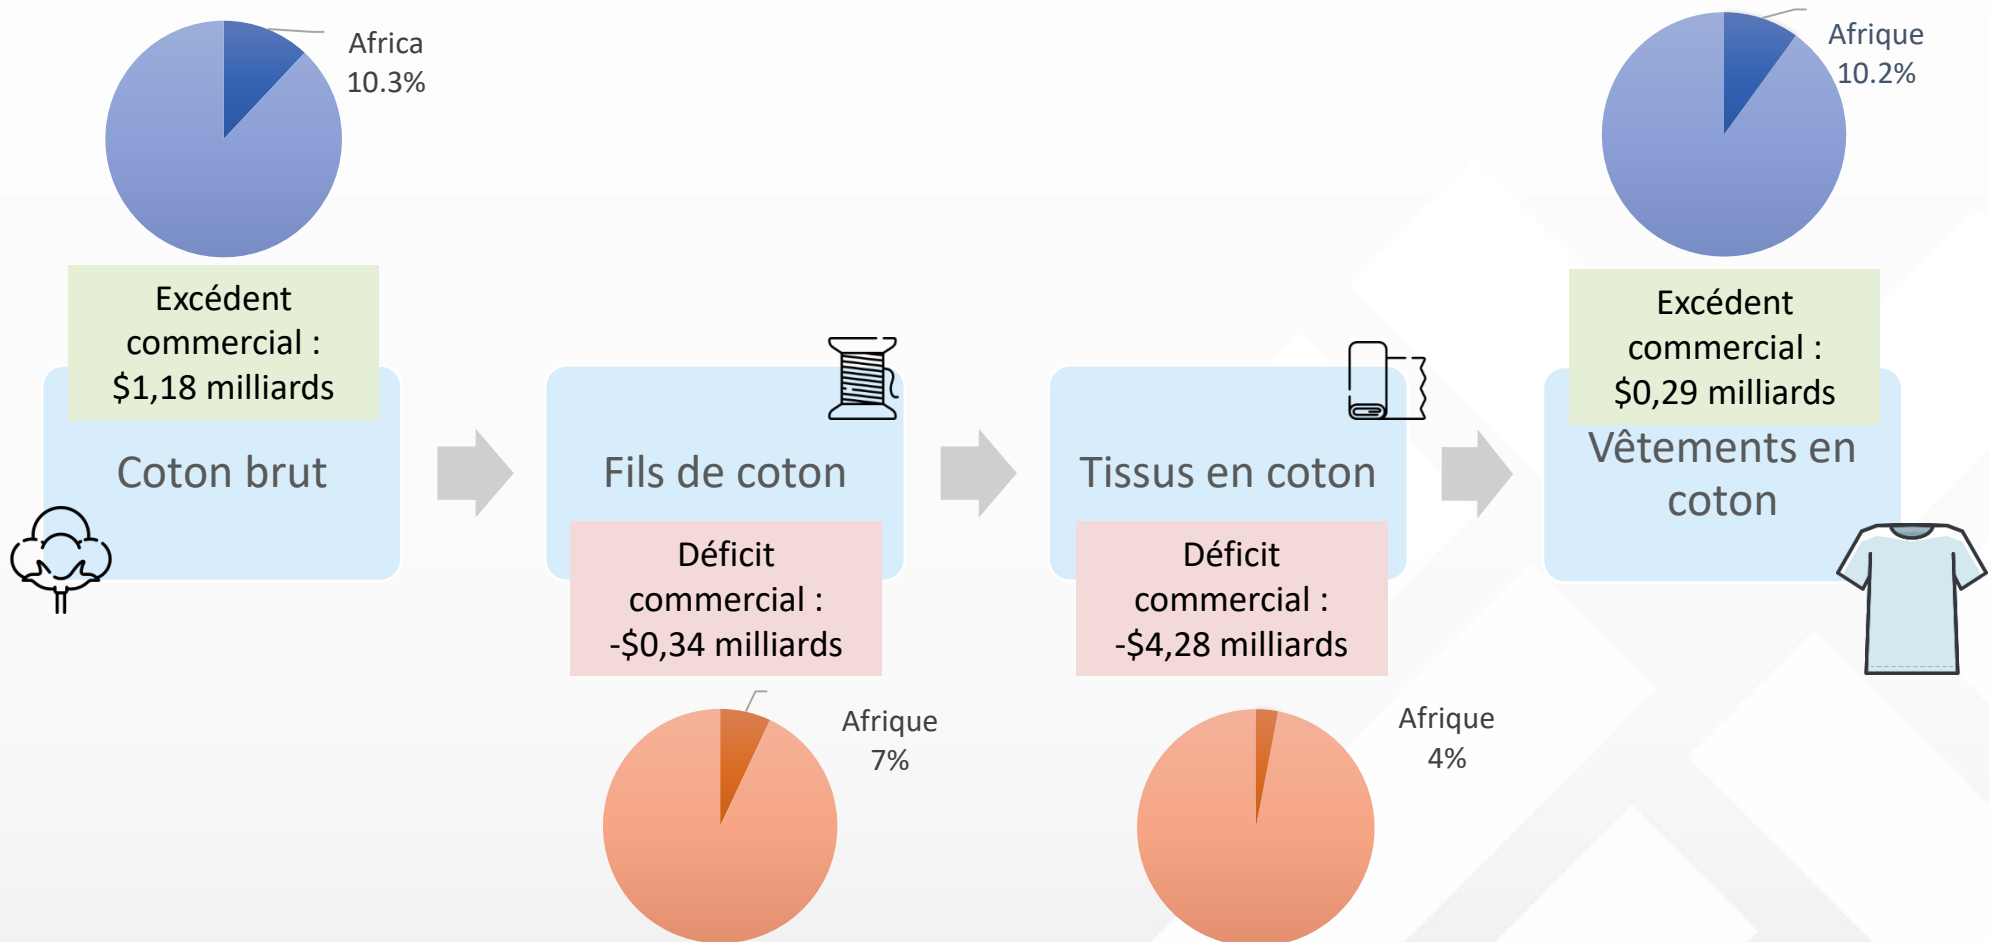 Africa
10.3%
Excédent
commercial :
$1,18 milliards
Coton brut
Fils de coton
Déficit
commercial :
-$0,34 milliards
Afrique
7%
Tissus en coton
Déficit
commercial :
-$4,28 milliards
Afrique
4%
Afrique
10.2%
Excédent
commercial :
$0,29 milliards
Vêtements en
coton